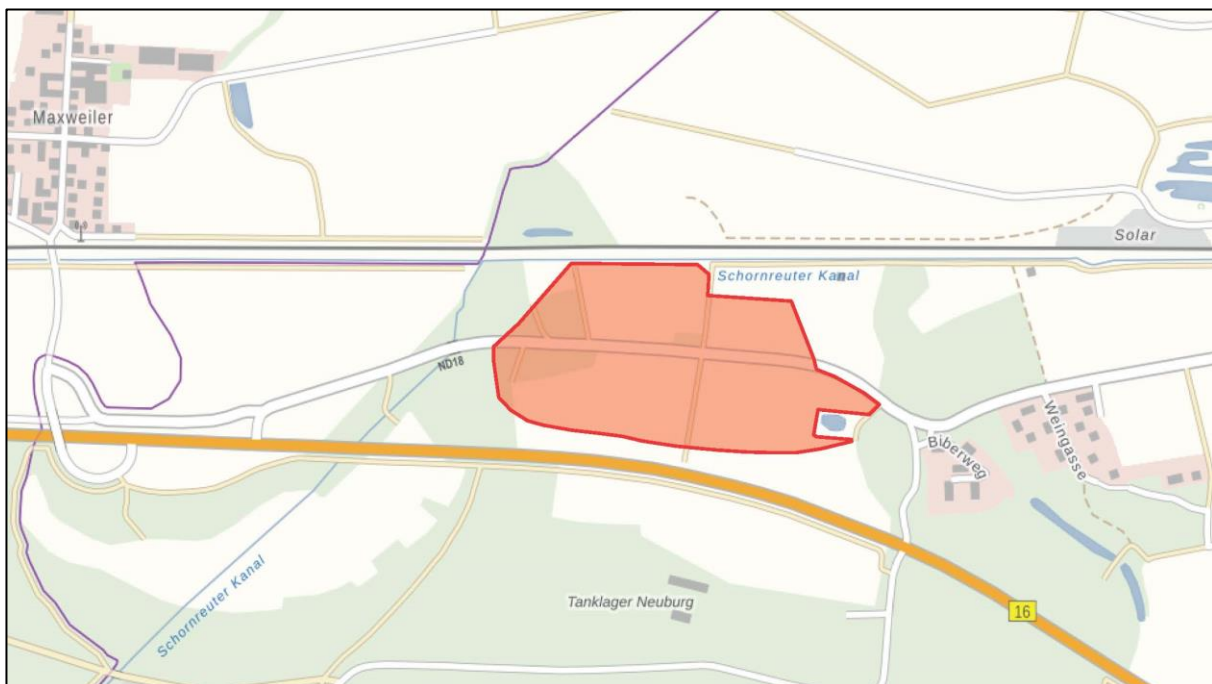 Maxweiler
Solar
Schornreuter Kanal
ND18
Weingasse
Biberweg
Schornreuter Kanal
Tanklager Neuburg
16